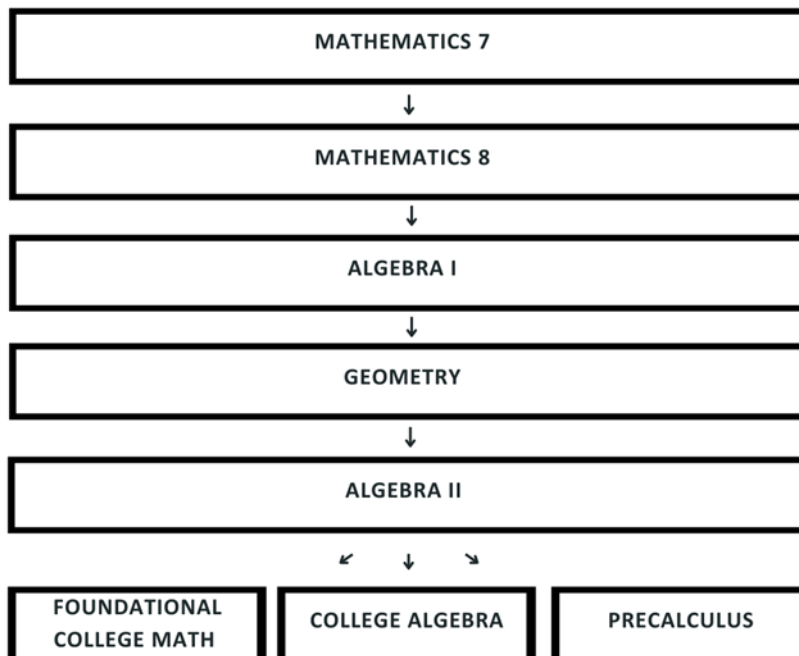 MATHEMATICS 7
MATHEMATICS 8
ALGEBRA I
GEOMETRY
ALGEBRA II
FOUNDATIONAL
COLLEGE MATH
COLLEGE ALGEBRA
PRECALCULUS